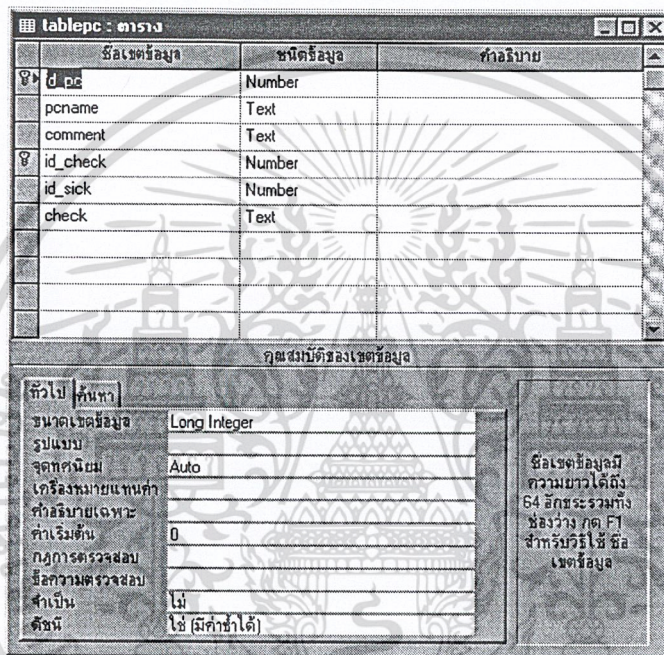 tablepc : ตาราง
ชื่อเขตข้อมูล ชนิดข้อมูล คำอธิบาย
d_pc Number
pcname Text
comment Text
id_check Number
id_sick Number
check Text
คุณสมบัติของเขตข้อมูล
ทั่วไป ค้นหา
ขนาดเขตข้อมูล Long Integer
รูปแบบ
จุดทศนิยม Auto
เครื่องหมายแทนค่า
คำอธิบายเฉพาะ
ค่าเริ่มต้น 0
กฎการตรวจสอบ
ข้อความตรวจสอบ
จำเป็น ไม่
ดัชนี ใช่ (มีค่าซ้ำได้)
ชื่อเขตข้อมูลมี
ความยาวได้ถึง
64 อักขระรวมทั้ง
ช่องว่าง กด F1
สำหรับวิธีใช้ ชื่อ
เขตข้อมูล